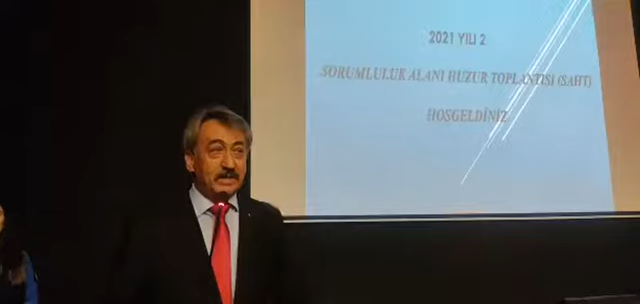 2021 YILI 2
SORUMLULUK ALANI HUZUR TOPLANTISI (SAHT)
HOŞGELDİNİZ